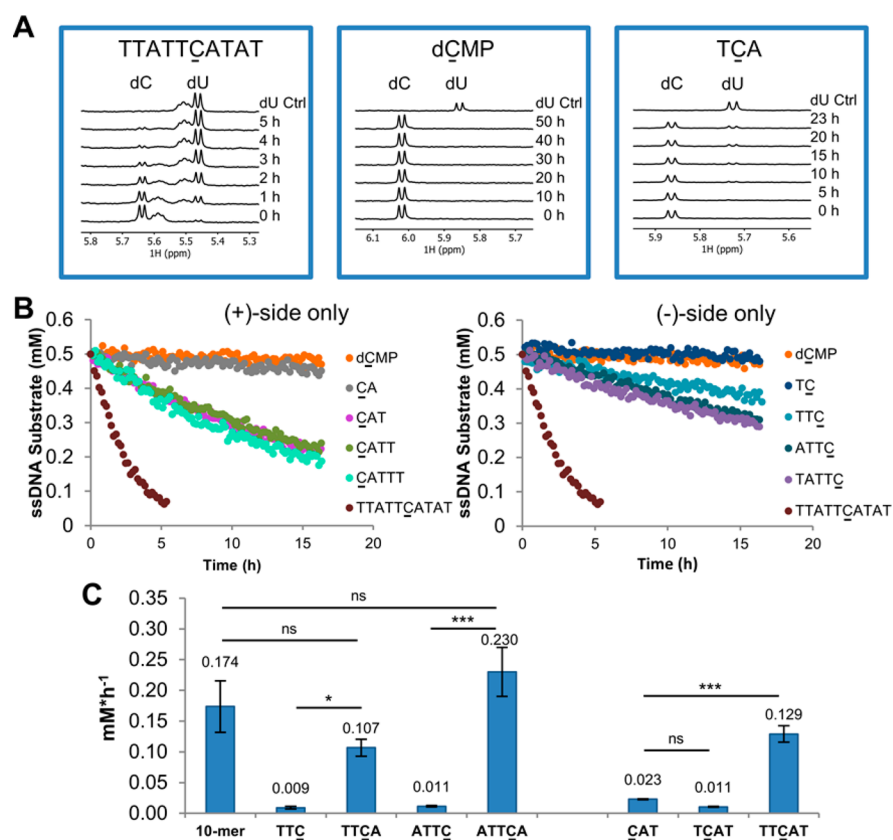 A
TTATTCATAT
dC dU
dU Ctrl
5 h
4 h
3 h
2 h
1 h
0 h
5.8 5.7 5.6 5.5 5.4 5.3
1H (ppm)
dCMP
dC dU
dU Ctrl
50 h
40 h
30 h
20 h
10 h
0 h
6.1 6.0 5.9 5.8 5.7
1H (ppm)
TCA
dC dU
dU Ctrl
23 h
20 h
15 h
10 h
5 h
0 h
5.9 5.8 5.7 5.6
1H (ppm)
B
(+)-side only
ssDNA Substrate (mM)
0.6
0.5
0.4
0.3
0.2
0.1
0
0 5 10 15 20
Time (h)
dCMP
CA
CAT
CATT
CATTT
TTATTCATAT
(-)-side only
ssDNA Substrate (mM)
0.6
0.5
0.4
0.3
0.2
0.1
0
0 5 10 15 20
Time (h)
dCMP
TC
TTC
ATTC
TATTC
TTATTCATAT
C
mM*h-1
0.35
0.30
0.25
0.20
0.15
0.10
0.05
0.00
ns
ns
***
*
***
ns
0.174
0.009
0.107
0.011
0.230
0.023
0.011
0.129
10-mer TTC TTCA ATTC ATTCA CAT TCAT TTCAT